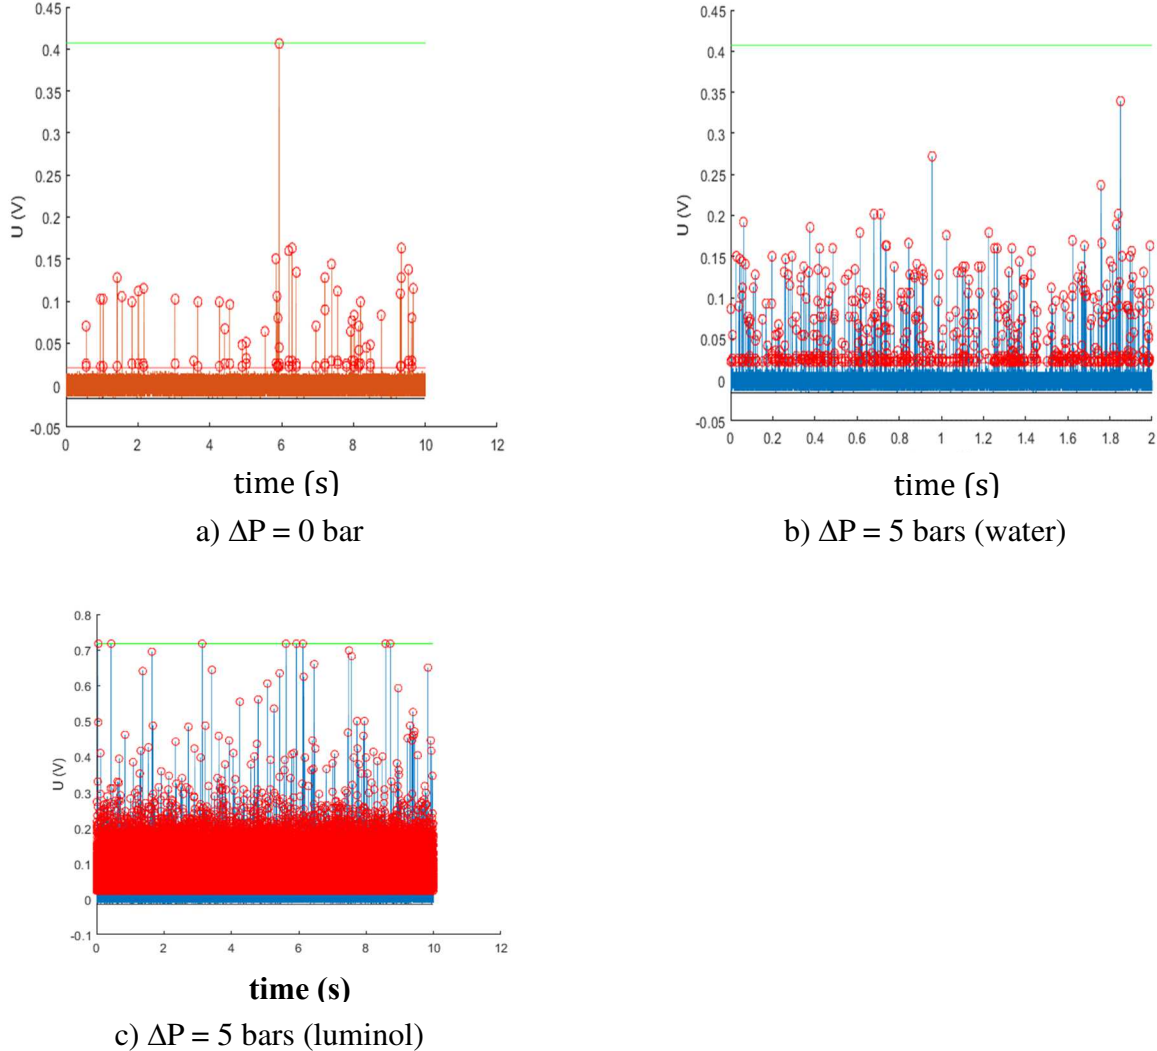 0.45
0.4
0.35
0.3
0.25
0.2
0.15
0.1
0.05
0
-0.05
U (V)
0 2 4 6 8 10 12
time (s)
a) ΔP = 0 bar
0.5
0.45
0.4
0.35
0.3
0.25
0.2
0.15
0.1
0.05
0
-0.05
U (V)
0 0.2 0.4 0.6 0.8 1 1.2 1.4 1.6 1.8 2
time (s)
b) ΔP = 5 bars (water)
0.8
0.7
0.6
0.5
0.4
0.3
0.2
0.1
0
-0.1
U (V)
0 2 4 6 8 10 12
time (s)
c) ΔP = 5 bars (luminol)